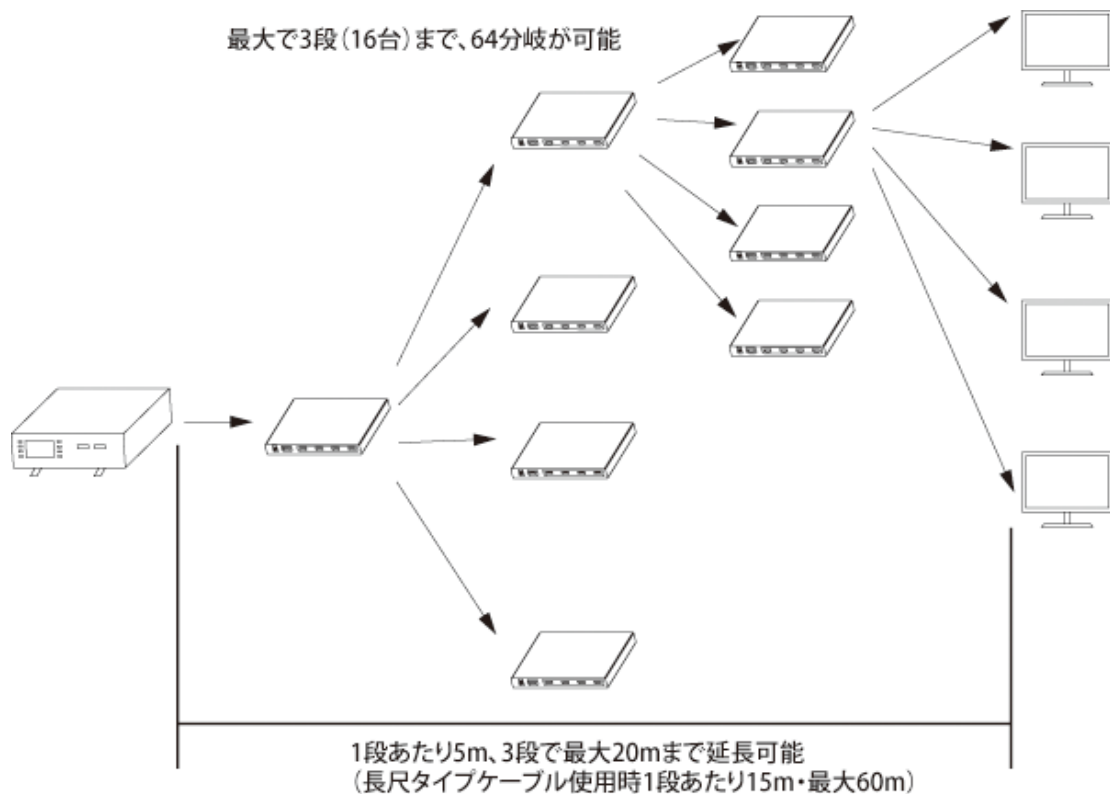 最大で3段（16台）まで、64分岐が可能
1段あたり5m、3段で最大20mまで延長可能
（長尺タイプケーブル使用時1段あたり15m・最大60m）